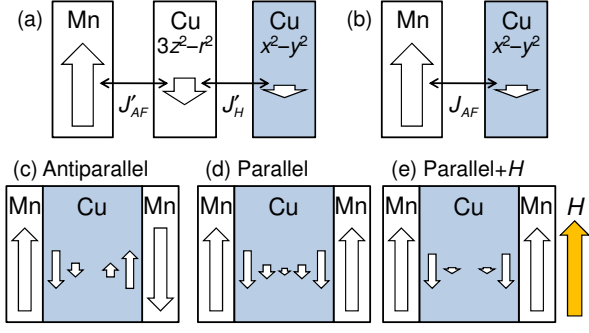 (a) Mn Cu Cu
3z²−r² x²−y²
J′AF J′H
(b) Mn Cu
x²−y²
JAF
(c) Antiparallel
Mn Cu Mn
(d) Parallel
Mn Cu Mn
(e) Parallel+H
Mn Cu Mn H